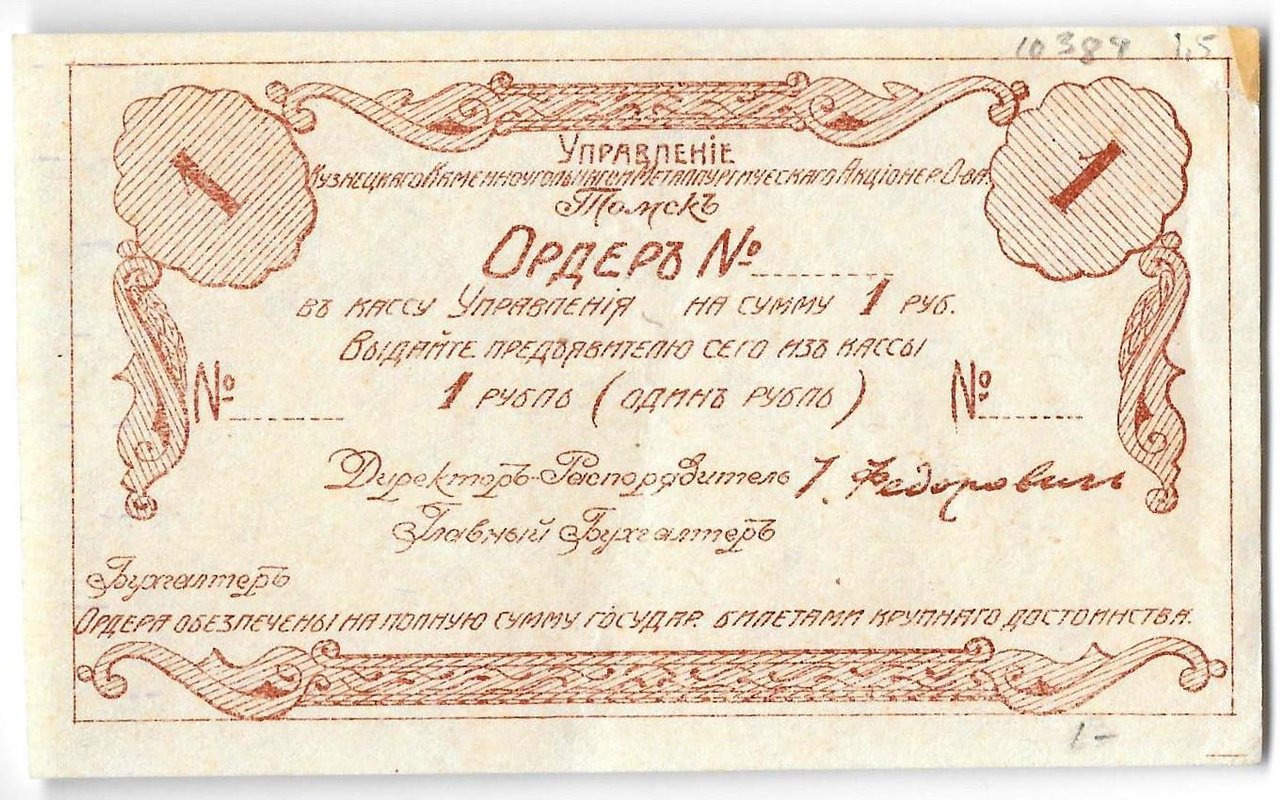 10384 1,5
1 1
Управленіе
Кузнецкаго Каменноугольнаго и Металлургическаго Акціонер. О-ва.
Томскъ
Ордеръ №
въ кассу Управленія на сумму 1 руб.
Выдайте предъявителю сего изъ кассы
№ 1 рубль (одинъ рубль) №
Директоръ-Распорядитель І. Федорович
Главный Бухгалтеръ
Бухгалтеръ
Ордера обезпечены на полную сумму государ. билетами крупнаго достоинства.
1-